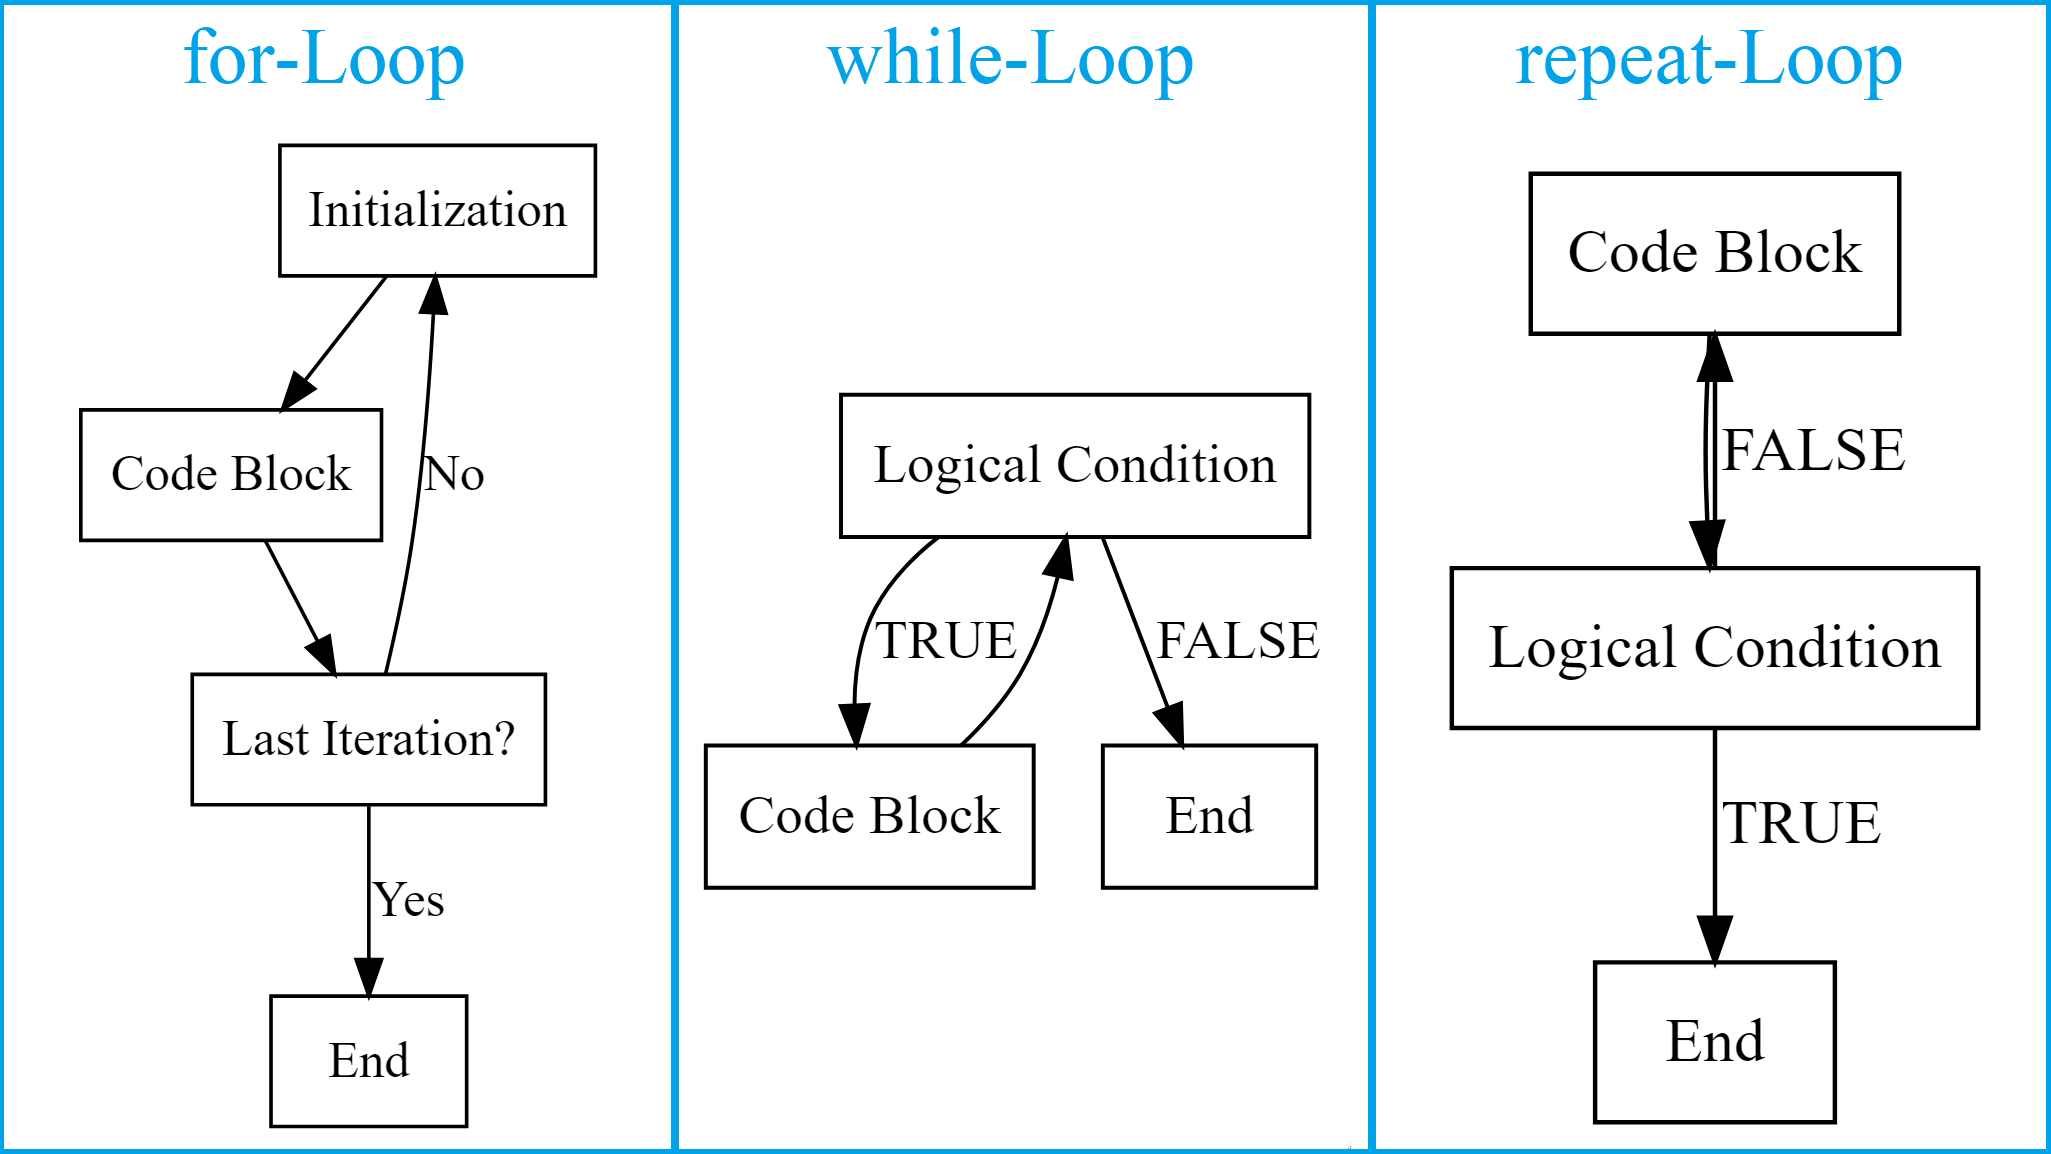 for-Loop
Initialization
Code Block
No
Last Iteration?
Yes
End
while-Loop
Logical Condition
TRUE
FALSE
Code Block
End
repeat-Loop
Code Block
FALSE
Logical Condition
TRUE
End